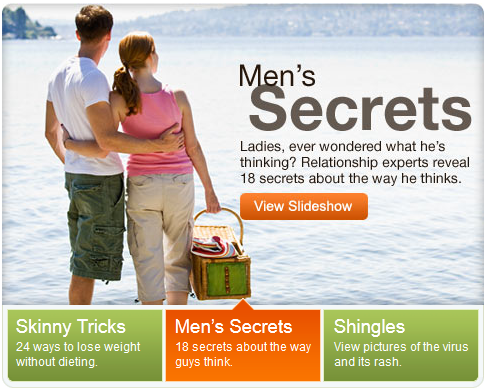 Men's
Secrets
Ladies, ever wondered what he's
thinking? Relationship experts reveal
18 secrets about the way he thinks.
View Slideshow
Skinny Tricks
24 ways to lose weight
without dieting.
Men's Secrets
18 secrets about the way
guys think.
Shingles
View pictures of the virus
and its rash.